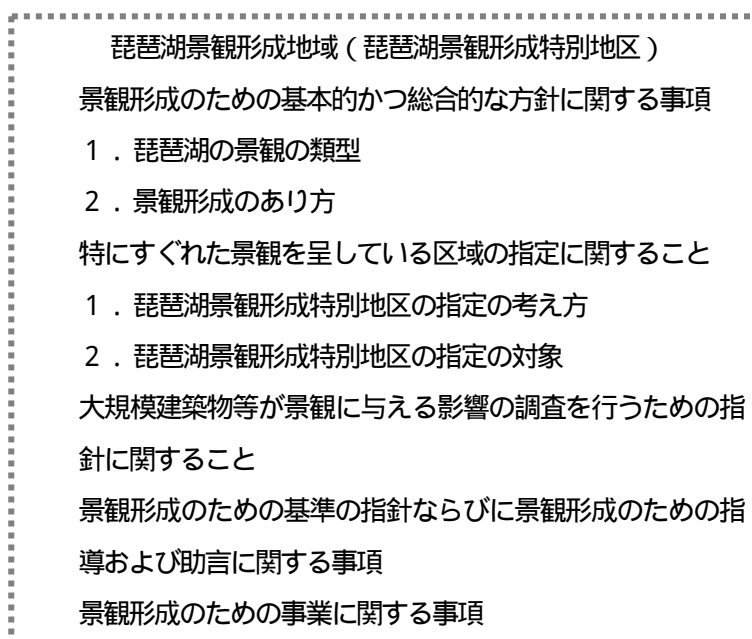 琵琶湖景観形成地域（琵琶湖景観形成特別地区）
景観形成のための基本的かつ総合的な方針に関する事項
１．琵琶湖の景観の類型
２．景観形成のあり方
特にすぐれた景観を呈している区域の指定に関すること
１．琵琶湖景観形成特別地区の指定の考え方
２．琵琶湖景観形成特別地区の指定の対象
大規模建築物等が景観に与える影響の調査を行うための指
針に関すること
景観形成のための基準の指針ならびに景観形成のための指
導および助言に関する事項
景観形成のための事業に関する事項